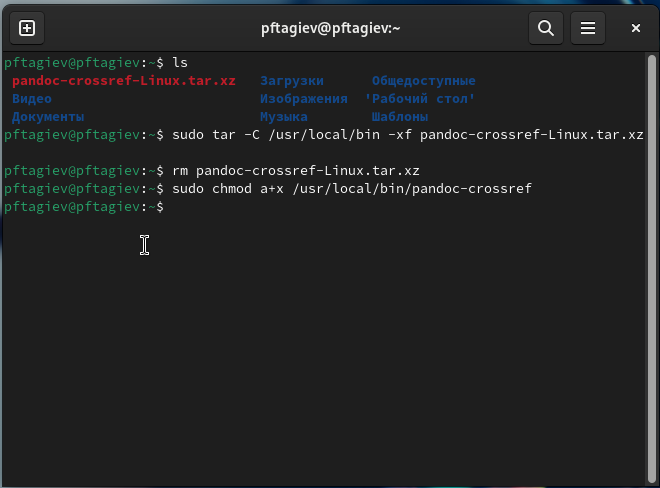 pftagiev@pftagiev:~
pftagiev@pftagiev:~$ ls
pandoc-crossref-Linux.tar.xz Загрузки Общедоступные
Видео Изображения 'Рабочий стол'
Документы Музыка Шаблоны
pftagiev@pftagiev:~$ sudo tar -C /usr/local/bin -xf pandoc-crossref-Linux.tar.xz
pftagiev@pftagiev:~$ rm pandoc-crossref-Linux.tar.xz
pftagiev@pftagiev:~$ sudo chmod a+x /usr/local/bin/pandoc-crossref
pftagiev@pftagiev:~$